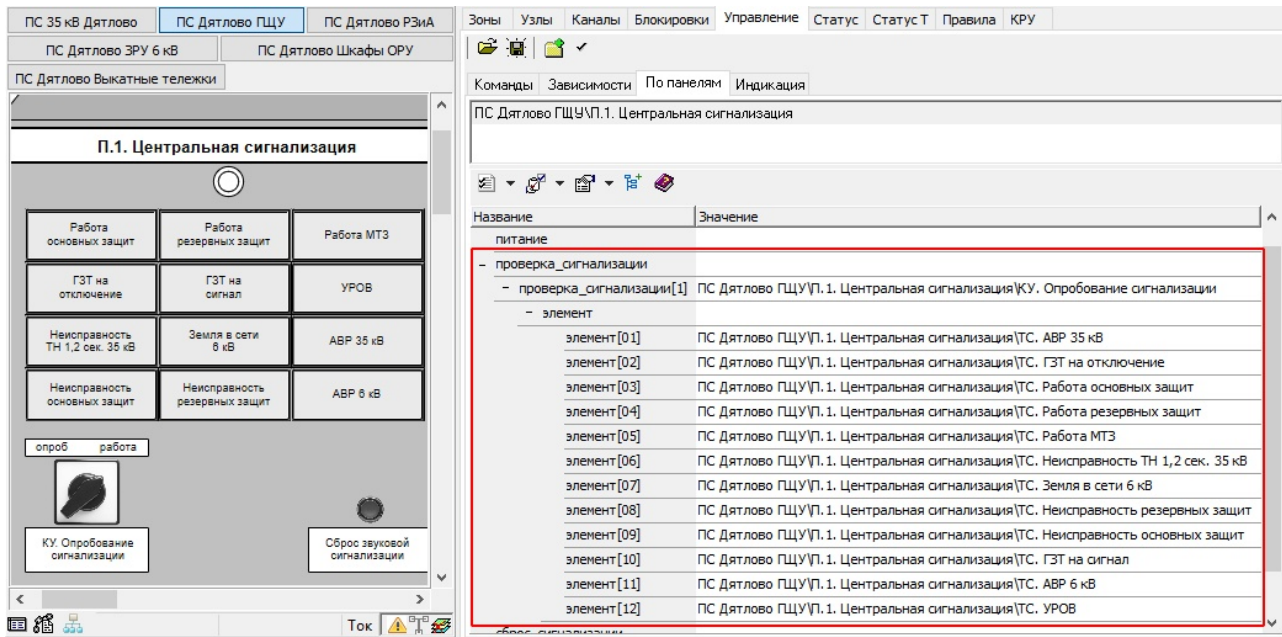 ПС 35 кВ Дятлово
ПС Дятлово ГЩУ
ПС Дятлово РЗиА
ПС Дятлово ЗРУ 6 кВ
ПС Дятлово Шкафы ОРУ
ПС Дятлово Выкатные тележки
П.1. Центральная сигнализация
Работа
основных защит
Работа
резервных защит
Работа МТЗ
ГЗТ на
отключение
ГЗТ на
сигнал
УРОВ
Неисправность
ТН 1,2 сек. 35 кВ
Земля в сети
6 кВ
АВР 35 кВ
Неисправность
основных защит
Неисправность
резервных защит
АВР 6 кВ
опроб работа
КУ. Опробование
сигнализации
Сброс звуковой
сигнализации
Ток
Зоны Узлы Каналы Блокировки Управление Статус Статус Т Правила КРУ
Команды Зависимости По панелям Индикация
ПС Дятлово ГЩУ\П.1. Центральная сигнализация
Название Значение
питание
проверка_сигнализации
проверка_сигнализации[1] ПС Дятлово ГЩУ\П.1. Центральная сигнализация\КУ. Опробование сигнализации
элемент
элемент[01] ПС Дятлово ГЩУ\П.1. Центральная сигнализация\ТС. АВР 35 кВ
элемент[02] ПС Дятлово ГЩУ\П.1. Центральная сигнализация\ТС. ГЗТ на отключение
элемент[03] ПС Дятлово ГЩУ\П.1. Центральная сигнализация\ТС. Работа основных защит
элемент[04] ПС Дятлово ГЩУ\П.1. Центральная сигнализация\ТС. Работа резервных защит
элемент[05] ПС Дятлово ГЩУ\П.1. Центральная сигнализация\ТС. Работа МТЗ
элемент[06] ПС Дятлово ГЩУ\П.1. Центральная сигнализация\ТС. Неисправность ТН 1,2 сек. 35 кВ
элемент[07] ПС Дятлово ГЩУ\П.1. Центральная сигнализация\ТС. Земля в сети 6 кВ
элемент[08] ПС Дятлово ГЩУ\П.1. Центральная сигнализация\ТС. Неисправность резервных защит
элемент[09] ПС Дятлово ГЩУ\П.1. Центральная сигнализация\ТС. Неисправность основных защит
элемент[10] ПС Дятлово ГЩУ\П.1. Центральная сигнализация\ТС. ГЗТ на сигнал
элемент[11] ПС Дятлово ГЩУ\П.1. Центральная сигнализация\ТС. АВР 6 кВ
элемент[12] ПС Дятлово ГЩУ\П.1. Центральная сигнализация\ТС. УРОВ